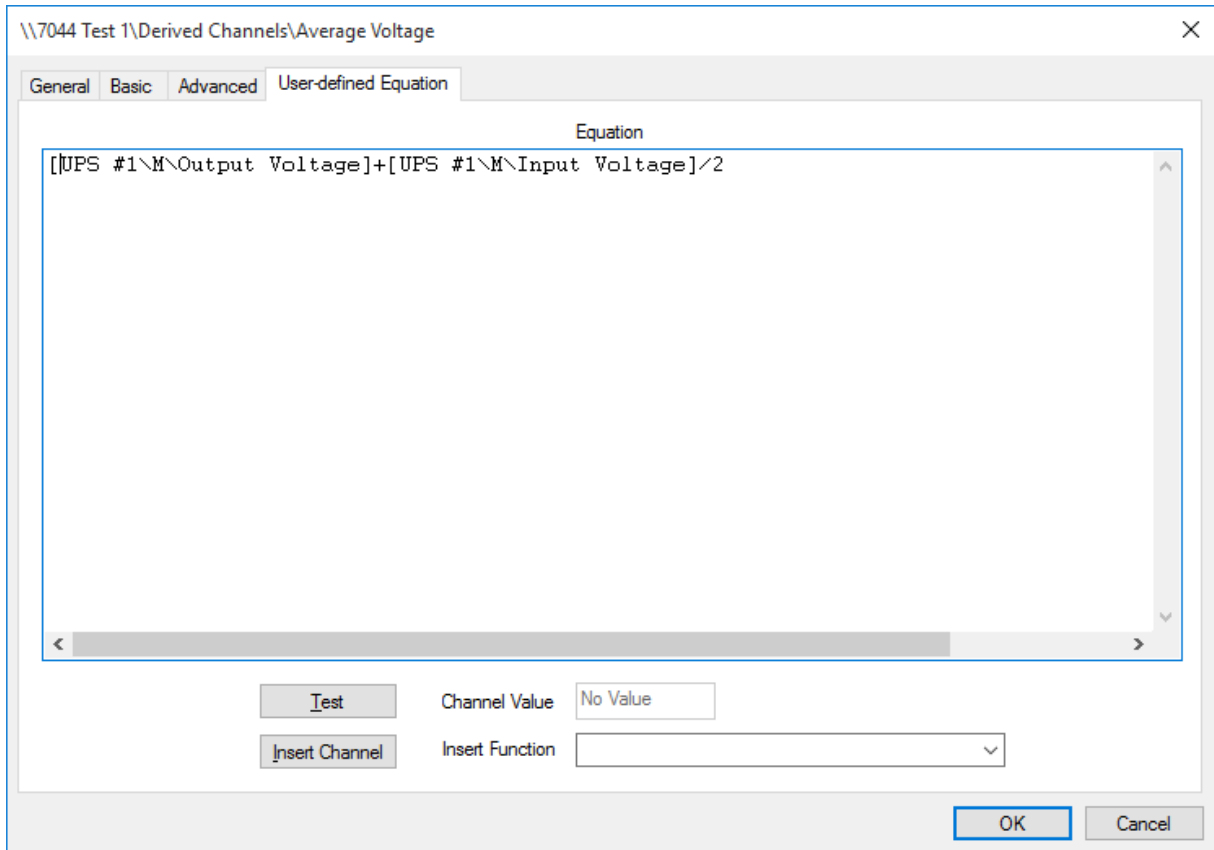 \\7044 Test 1\Derived Channels\Average Voltage
General Basic Advanced User-defined Equation
Equation
[UPS #1\M\Output Voltage]+[UPS #1\M\Input Voltage]/2
Test Channel Value No Value
Insert Channel Insert Function
OK Cancel